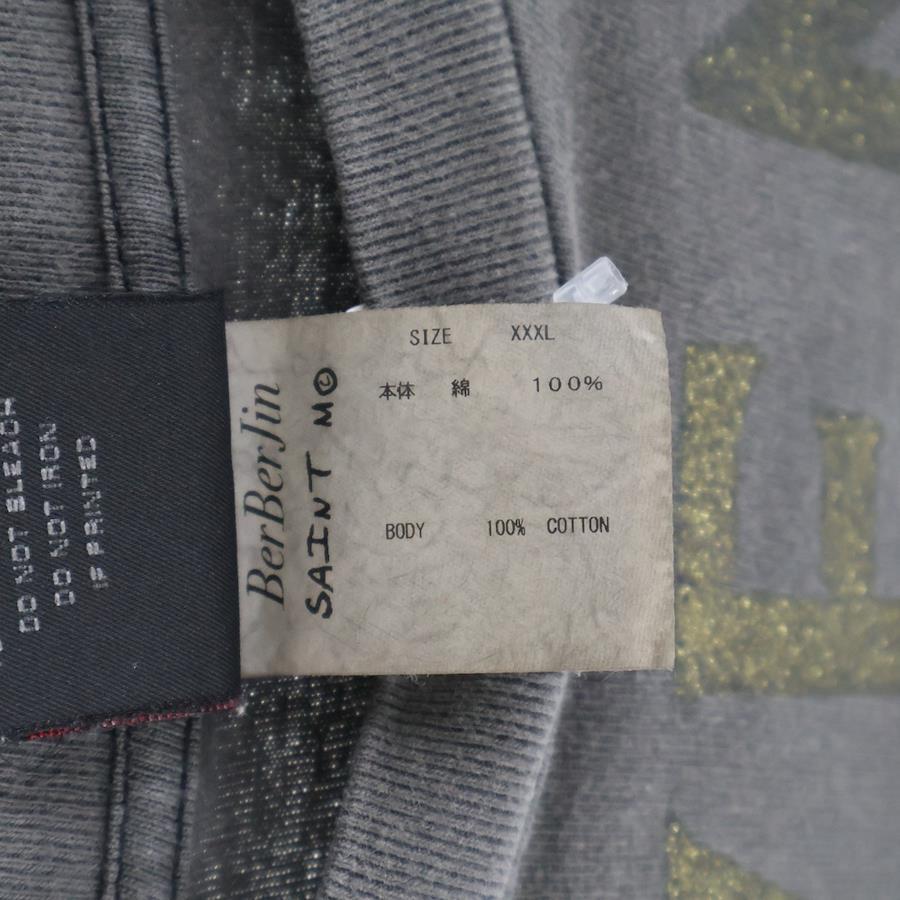 DO NOT BLEACH
DO NOT IRON
IF PRINTED
BerBerJin
SAINT M©
SIZE XXXL
本体 綿 100%
BODY 100% COTTON